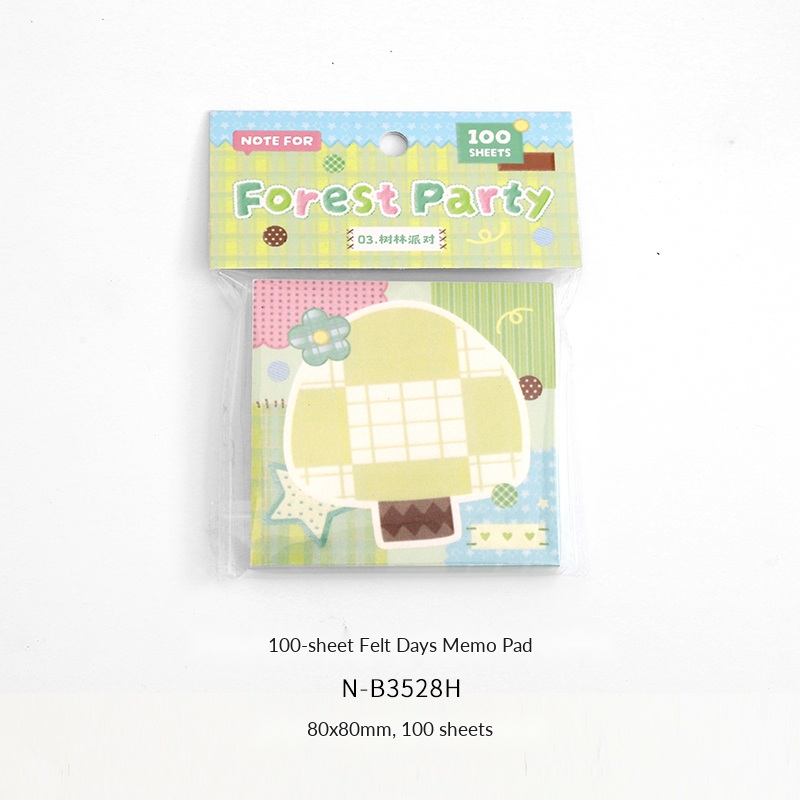 NOTE FOR
100
SHEETS
Forest Party
03.树林派对
100-sheet Felt Days Memo Pad
N-B3528H
80x80mm, 100 sheets